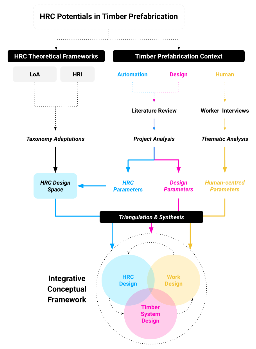 HRC Potentials in Timber Prefabrication
HRC Theoretical Frameworks
Timber Prefabrication Context
LoA
HRI
Automation
Design
Human
Literature Review
Worker Interviews
Taxonomy Adaptations
Project Analysis
Thematic Analysis
HRC Design
Space
HRC
Parameters
Design
Parameters
Human-centred
Parameters
Triangulation & Synthesis
Integrative
Conceptual
Framework
HRC
Design
Work
Design
Timber
System
Design